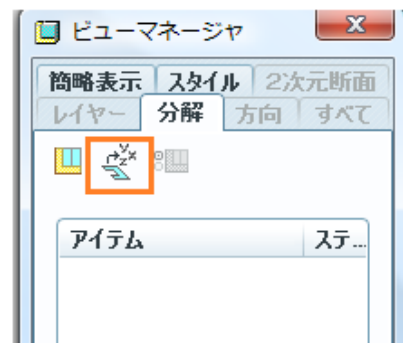 ビューマネージャ
簡略表示 スタイル 2次元断面
レイヤー 分解 方向 すべて
アイテム ステ...